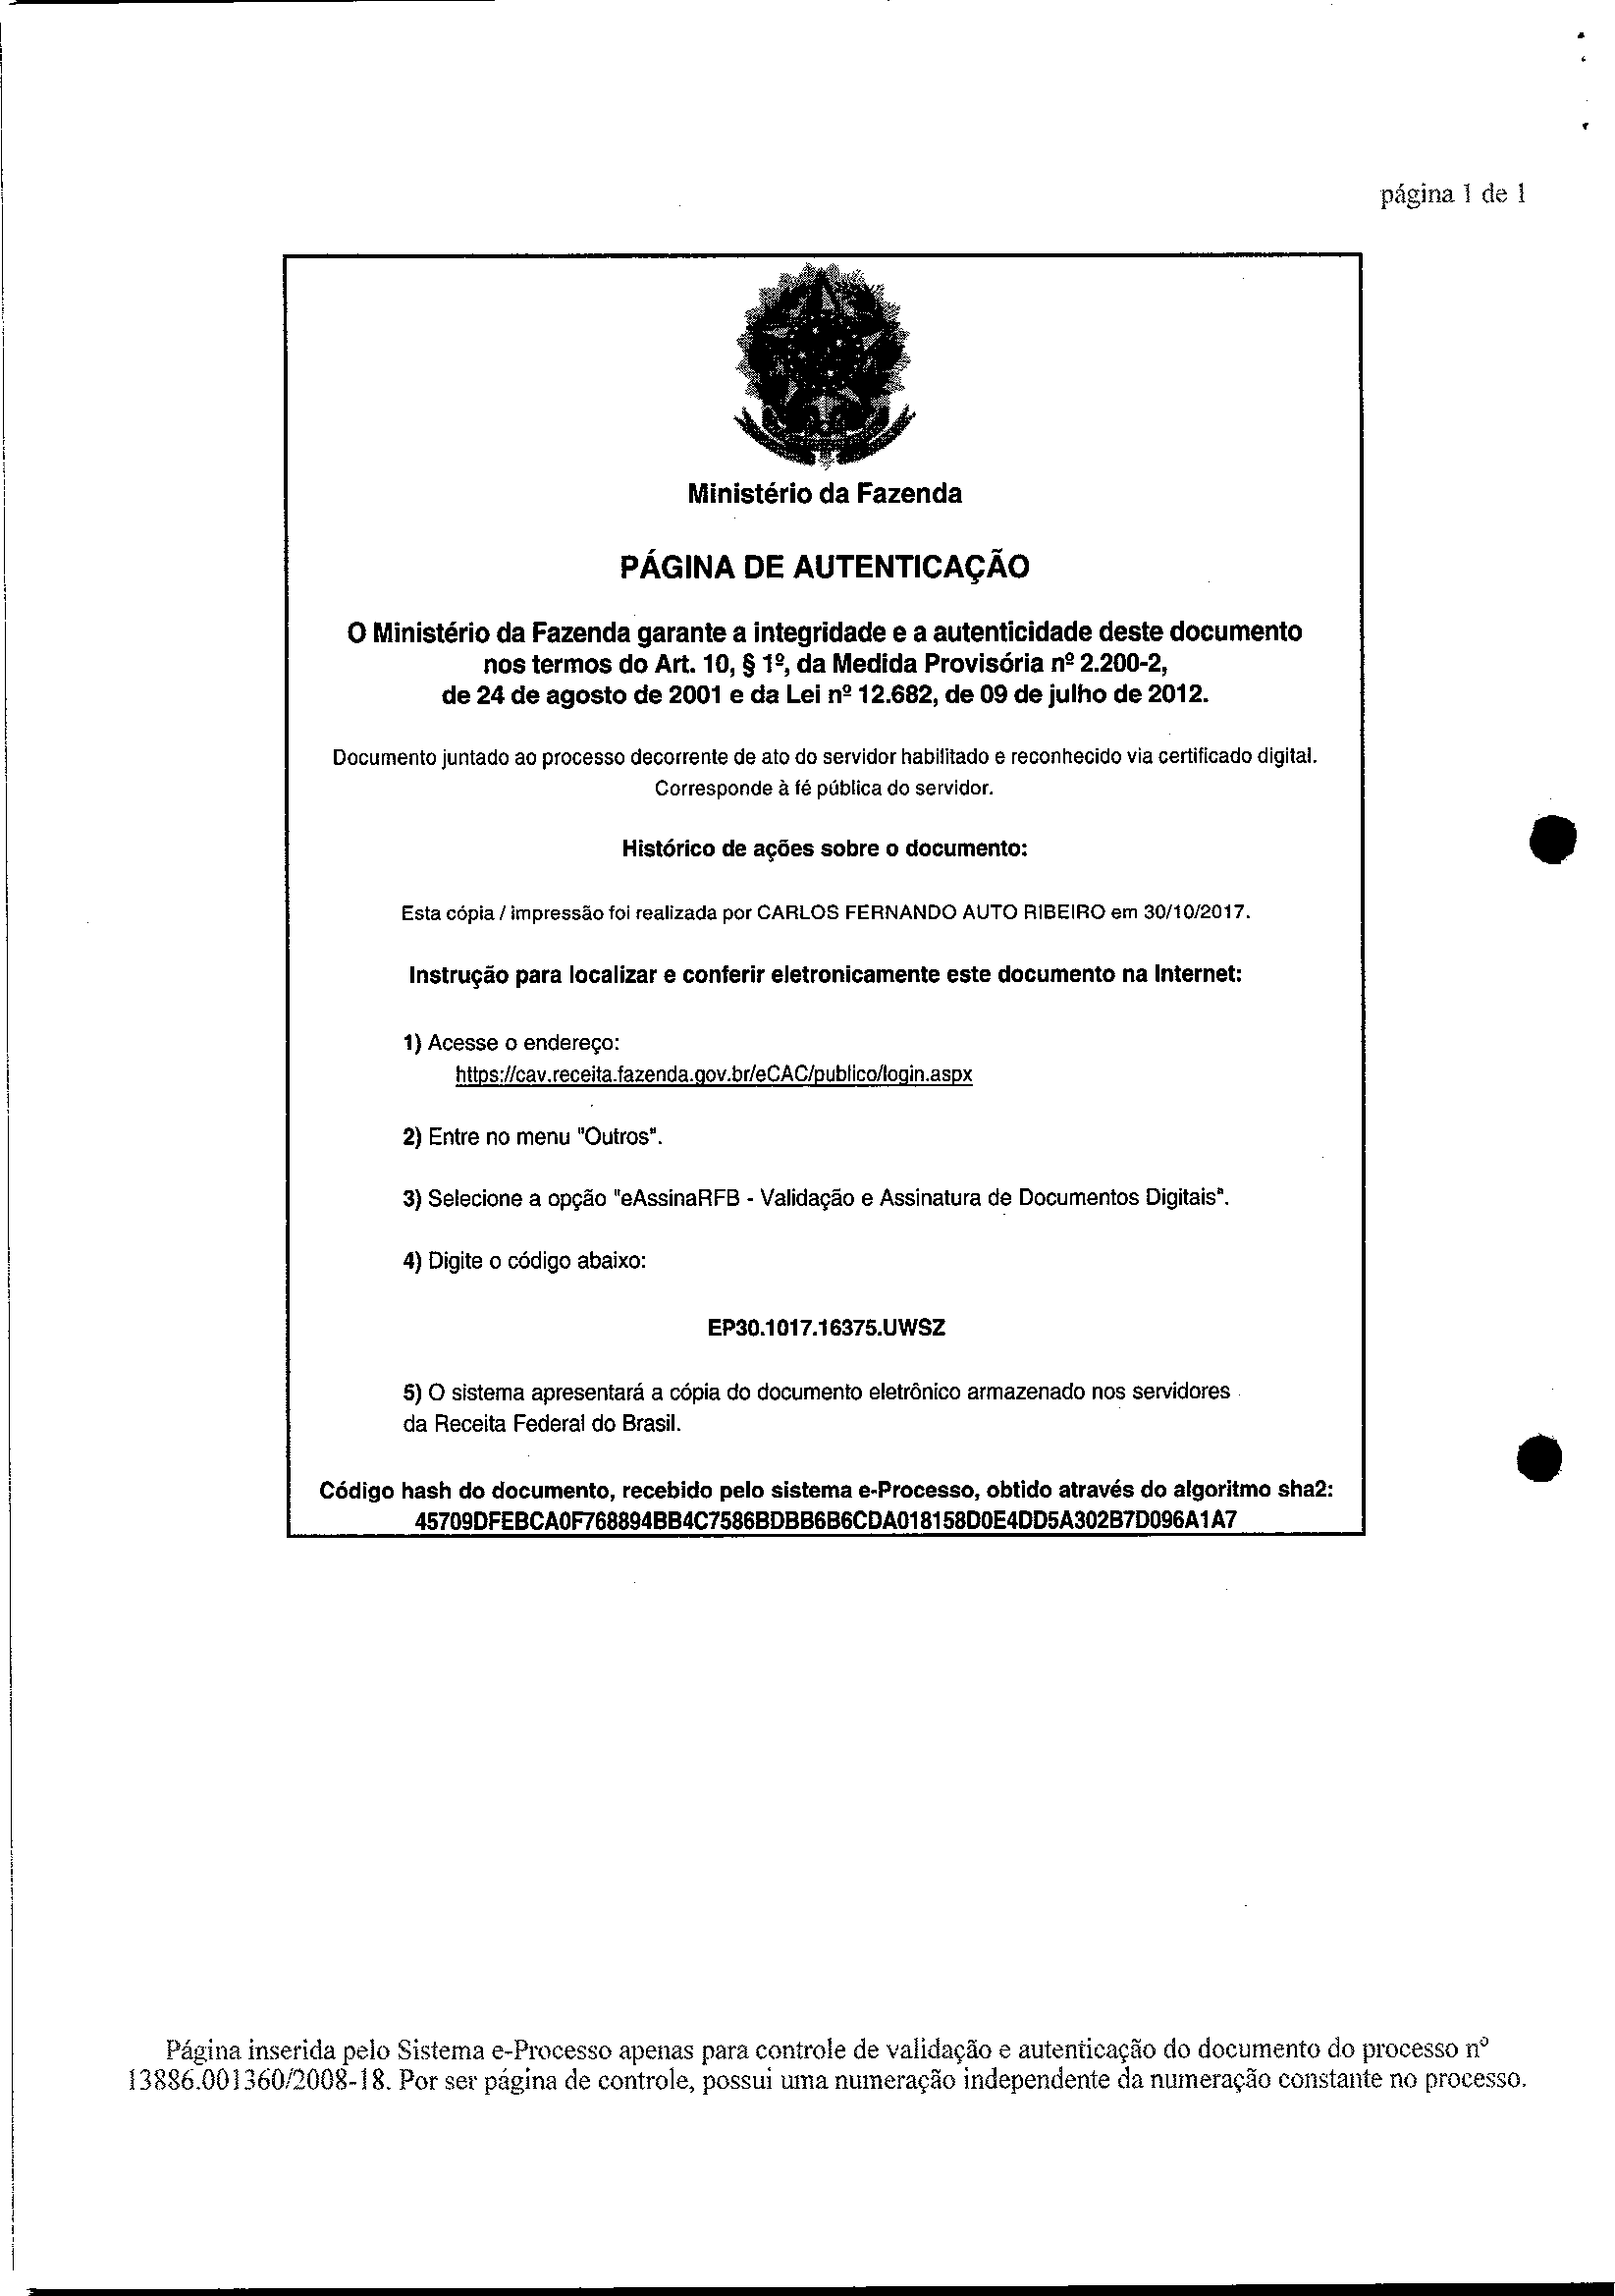 página 1 de 1
Ministério da Fazenda
PÁGINA DE AUTENTICAÇÃO
O Ministério da Fazenda garante a integridade e a autenticidade deste documento
nos termos do Art. 10, § 1º, da Medida Provisória nº 2.200-2,
de 24 de agosto de 2001 e da Lei nº 12.682, de 09 de julho de 2012.
Documento juntado ao processo decorrente de ato do servidor habilitado e reconhecido via certificado digital.
Corresponde à fé pública do servidor.
Histórico de ações sobre o documento:
Esta cópia / impressão foi realizada por CARLOS FERNANDO AUTO RIBEIRO em 30/10/2017.
Instrução para localizar e conferir eletronicamente este documento na Internet:
1) Acesse o endereço:
https://cav.receita.fazenda.gov.br/eCAC/publico/login.aspx
2) Entre no menu "Outros".
3) Selecione a opção "eAssinaRFB - Validação e Assinatura de Documentos Digitais".
4) Digite o código abaixo:
EP30.1017.16375.UWSZ
5) O sistema apresentará a cópia do documento eletrônico armazenado nos servidores
da Receita Federal do Brasil.
Código hash do documento, recebido pelo sistema e-Processo, obtido através do algoritmo sha2:
45709DFEBCA0F768894BB4C7586BDBB6B6CDA018158D0E4DD5A302B7D096A1A7
Página inserida pelo Sistema e-Processo apenas para controle de validação e autenticação do documento do processo nº
13886.001360/2008-18. Por ser página de controle, possui uma numeração independente da numeração constante no processo.